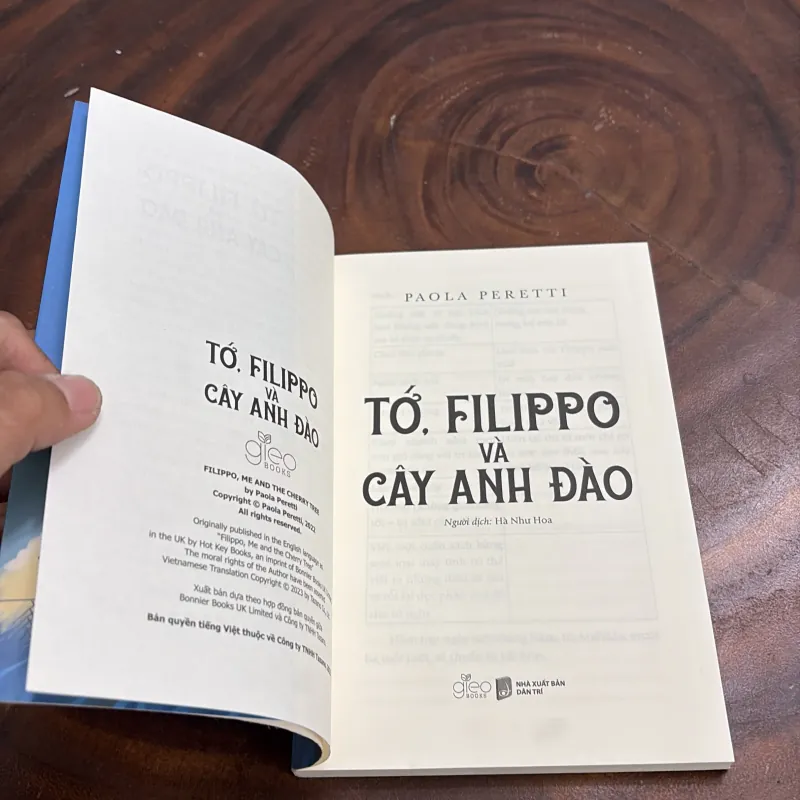 TỚ, FILIPPO
VÀ
CÂY ANH ĐÀO
gieo
BOOKS
FILIPPO, ME AND THE CHERRY TREE
by Paola Peretti
Copyright © Paola Peretti, 2022
All rights reserved.
Originally published in the English language as
"Filippo, Me and the Cherry Tree"
in the UK by Hot Key Books, an imprint of Bonnier Books UK
The moral rights of the Author have been asserted.
Vietnamese Translation Copyright © 2023 by
Xuất bản dựa theo hợp đồng bản quyền giữa
Bonnier Books UK Limited và Công ty TNHH
Bản quyền tiếng Việt thuộc về Công ty TNHH
PAOLA PERETTI
TỚ, FILIPPO
VÀ
CÂY ANH ĐÀO
Người dịch: Hà Như Hoa
gieo
BOOKS
NHÀ XUẤT BẢN
DÂN TRÍ